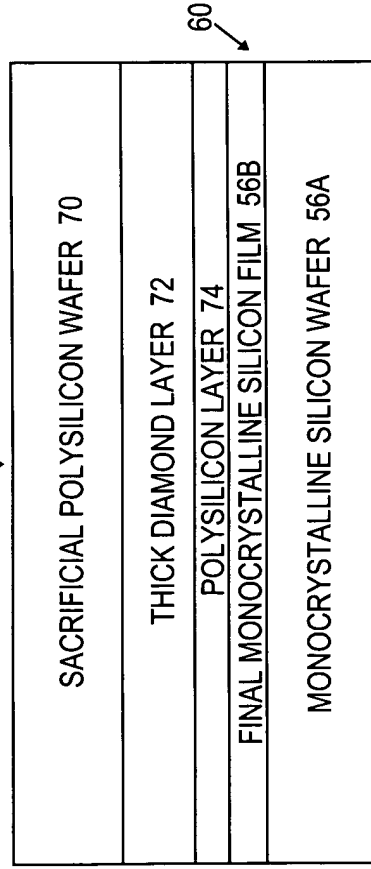 60
SACRIFICIAL POLYSILICON WAFER 70
THICK DIAMOND LAYER 72
POLYSILICON LAYER 74
FINAL MONOCRYSTALLINE SILICON FILM 56B
MONOCRYSTALLINE SILICON WAFER 56A